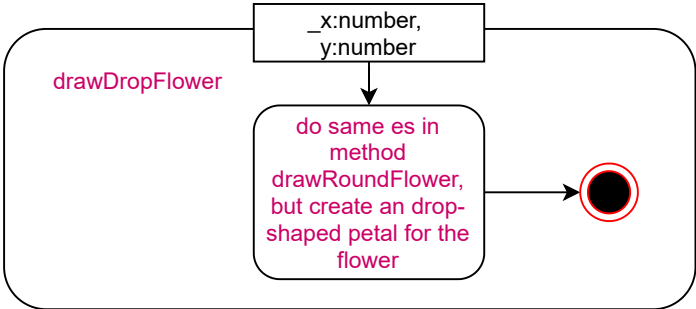 _x:number,
_y:number
drawDropFlower
do same es in
method
drawRoundFlower,
but create an drop-
shaped petal for the
flower